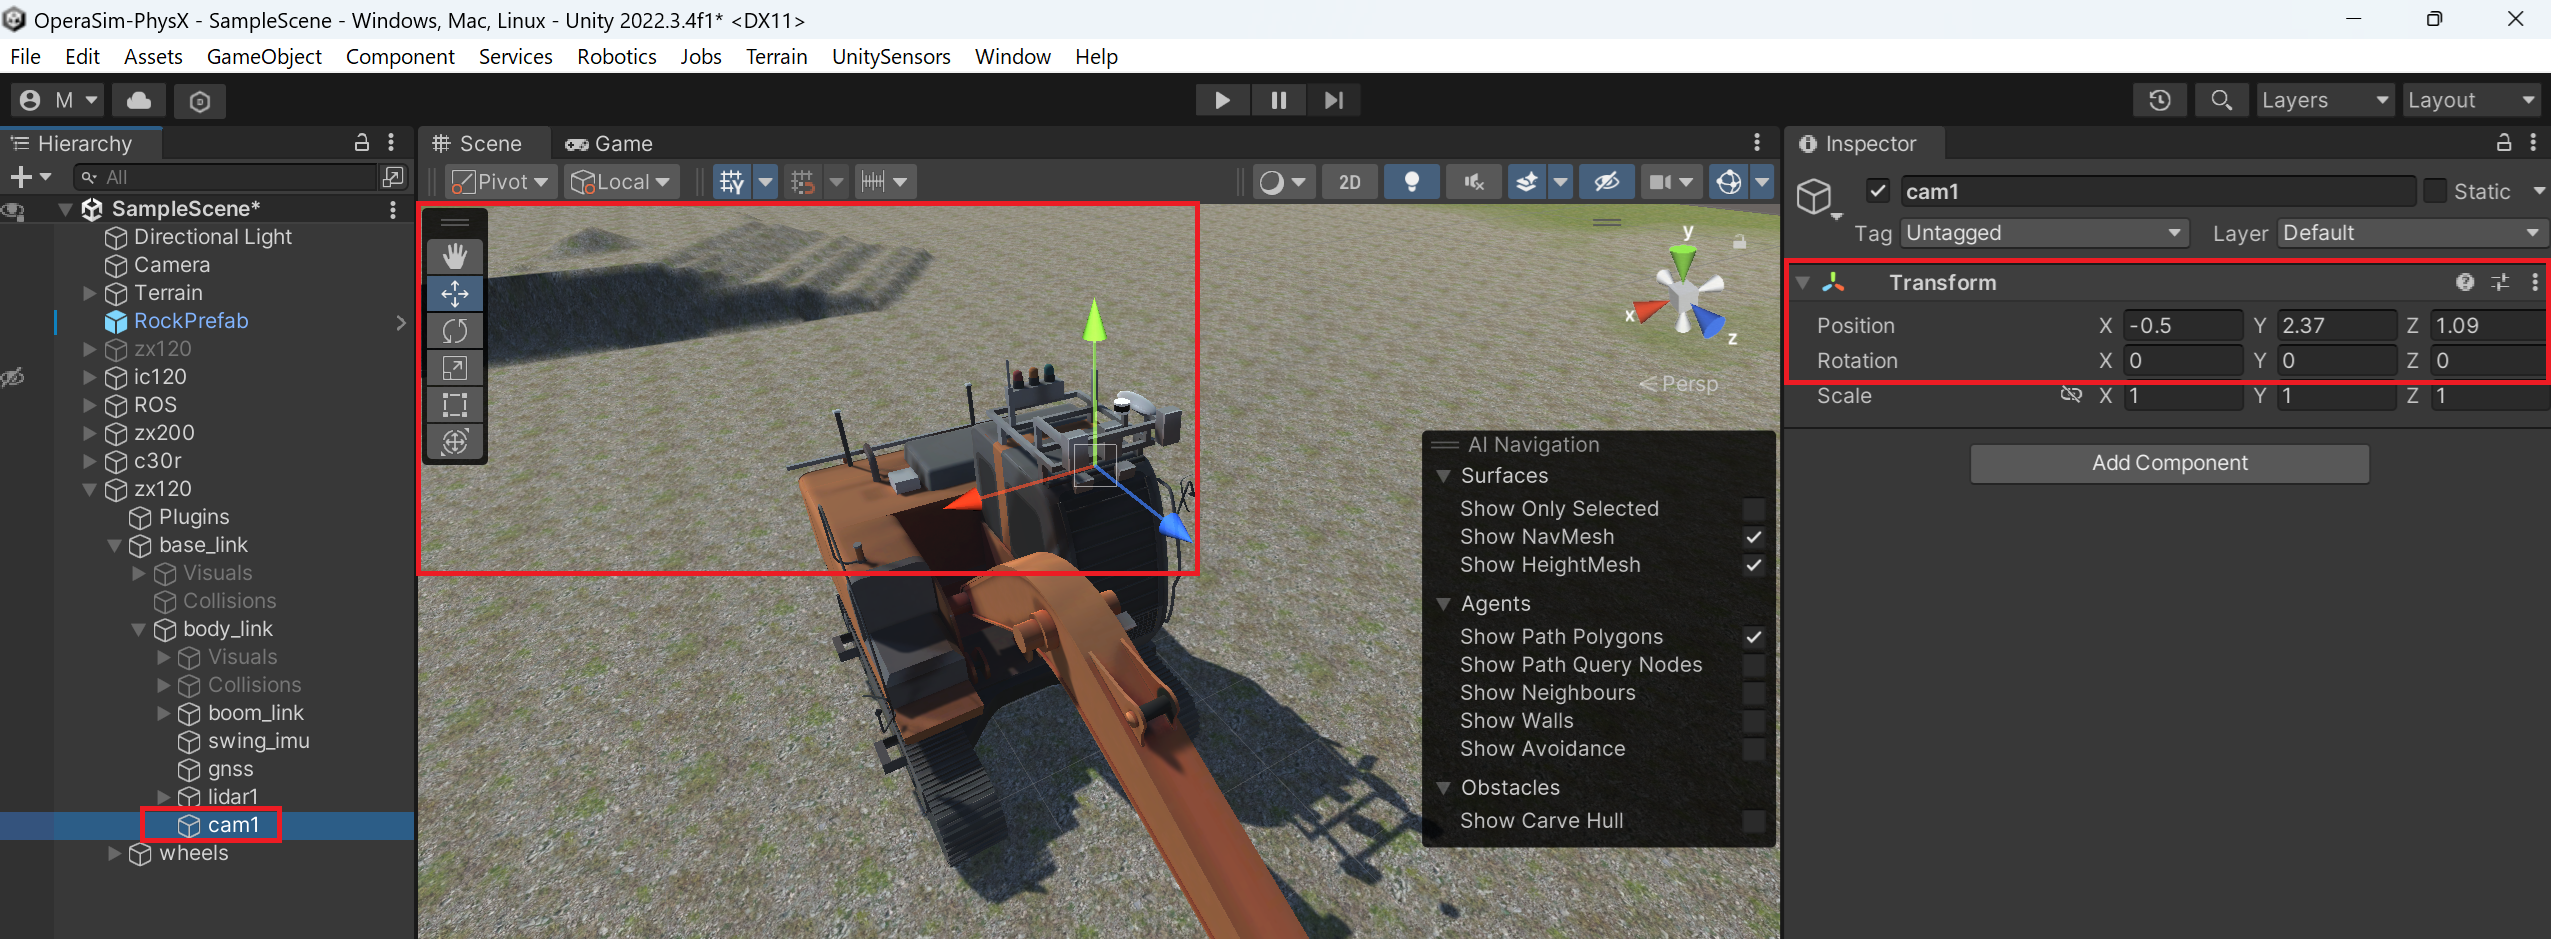 OperaSim-PhysX - SampleScene - Windows, Mac, Linux - Unity 2022.3.4f1* <DX11>
File Edit Assets GameObject Component Services Robotics Jobs Terrain UnitySensors Window Help
M Layers Layout
Hierarchy
All
SampleScene*
Directional Light
Camera
Terrain
RockPrefab
zx120
ic120
ROS
zx200
c30r
zx120
Plugins
base_link
Visuals
Collisions
body_link
Visuals
Collisions
boom_link
swing_imu
gnss
lidar1
cam1
wheels
Scene Game
Pivot Local 2D
y
x
z
Persp
AI Navigation
Surfaces
Show Only Selected
Show NavMesh
Show HeightMesh
Agents
Show Path Polygons
Show Path Query Nodes
Show Neighbours
Show Walls
Show Avoidance
Obstacles
Show Carve Hull
Inspector
cam1 Static
Tag Untagged Layer Default
Transform
Position X -0.5 Y 2.37 Z 1.09
Rotation X 0 Y 0 Z 0
Scale X 1 Y 1 Z 1
Add Component